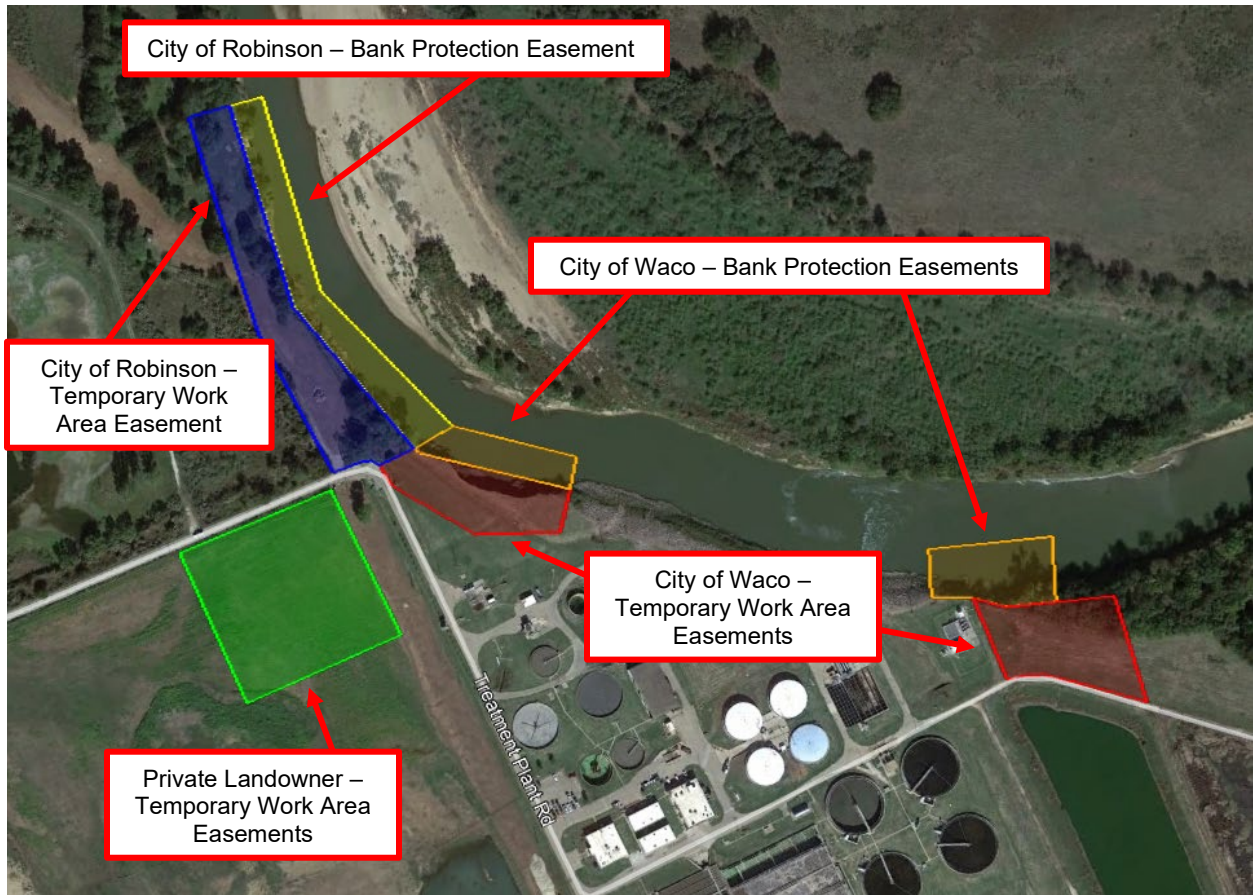 City of Robinson – Bank Protection Easement
City of Waco – Bank Protection Easements
City of Robinson –
Temporary Work
Area Easement
City of Waco –
Temporary Work Area
Easements
Treatment Plant Rd
Private Landowner –
Temporary Work Area
Easements